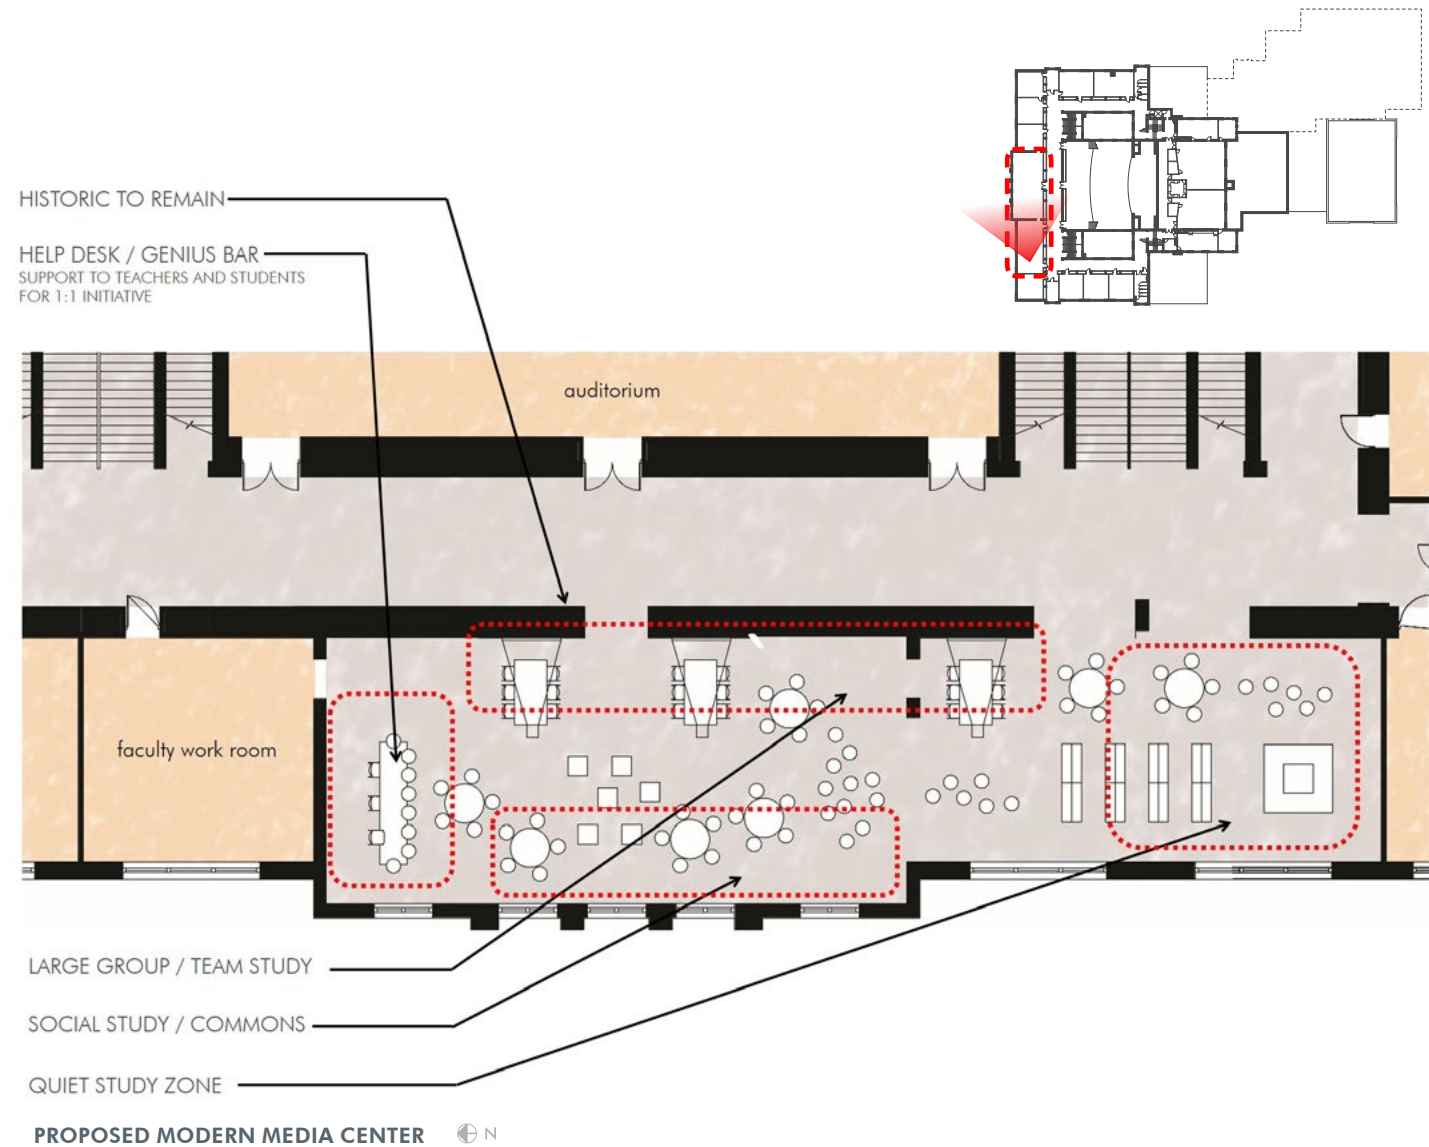 HISTORIC TO REMAIN
HELP DESK / GENIUS BAR
SUPPORT TO TEACHERS AND STUDENTS
FOR 1:1 INITIATIVE
auditorium
faculty work room
LARGE GROUP / TEAM STUDY
SOCIAL STUDY / COMMONS
QUIET STUDY ZONE
PROPOSED MODERN MEDIA CENTER
N